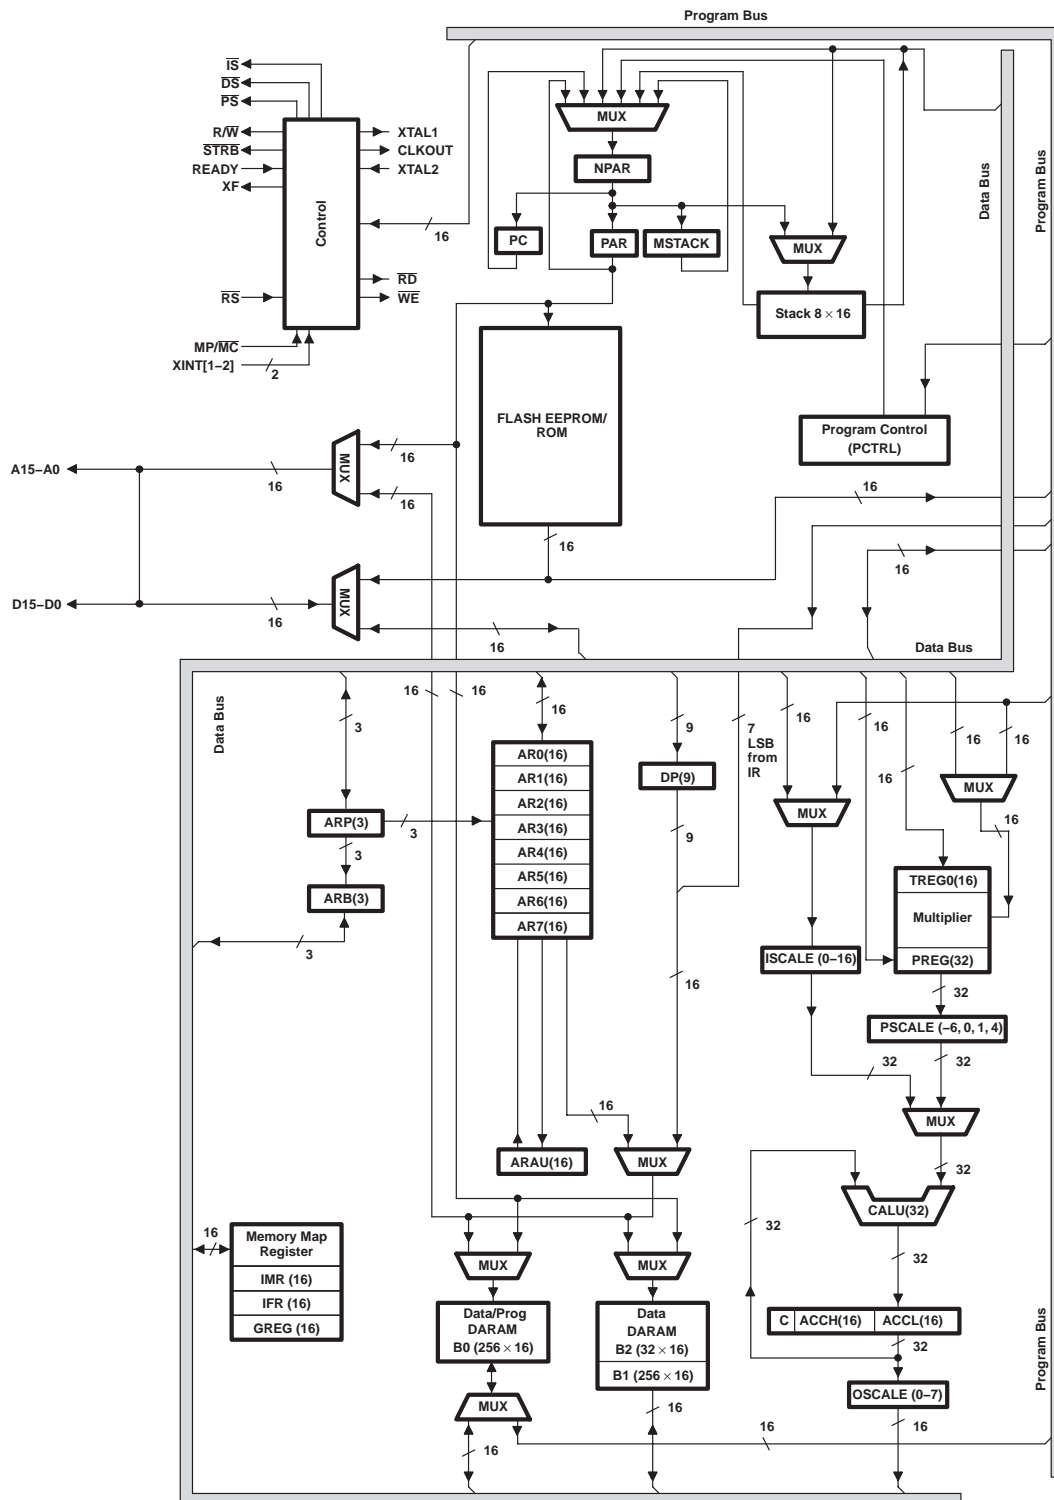 Program Bus
IS
DS
PS
R/W
STRB
READY
XF
XTAL1
CLKOUT
XTAL2
Control
16
RS
RD
WE
MP/MC
XINT[1–2]
2
MUX
NPAR
PC
PAR
MSTACK
MUX
Stack 8 × 16
Data Bus
Program Bus
FLASH EEPROM/
ROM
Program Control
(PCTRL)
A15–A0
16
MUX
16
16
16
16
D15–D0
16
MUX
16
16
Data Bus
Data Bus
3
16
16
16
9
7
LSB
from
IR
16
16
16
16
16
AR0(16)
AR1(16)
AR2(16)
AR3(16)
AR4(16)
AR5(16)
AR6(16)
AR7(16)
DP(9)
9
MUX
MUX
16
ARP(3)
3
3
ARB(3)
3
TREG0(16)
Multiplier
PREG(32)
ISCALE (0–16)
16
32
PSCALE (–6, 0, 1, 4)
32
32
MUX
16
ARAU(16)
MUX
32
CALU(32)
32
32
16
Memory Map
Register
IMR (16)
IFR (16)
GREG (16)
MUX
MUX
Data/Prog
DARAM
B0 (256 × 16)
Data
DARAM
B2 (32 × 16)
B1 (256 × 16)
C
ACCH(16)
ACCL(16)
32
OSCALE (0–7)
MUX
16
16
16
16
Program Bus